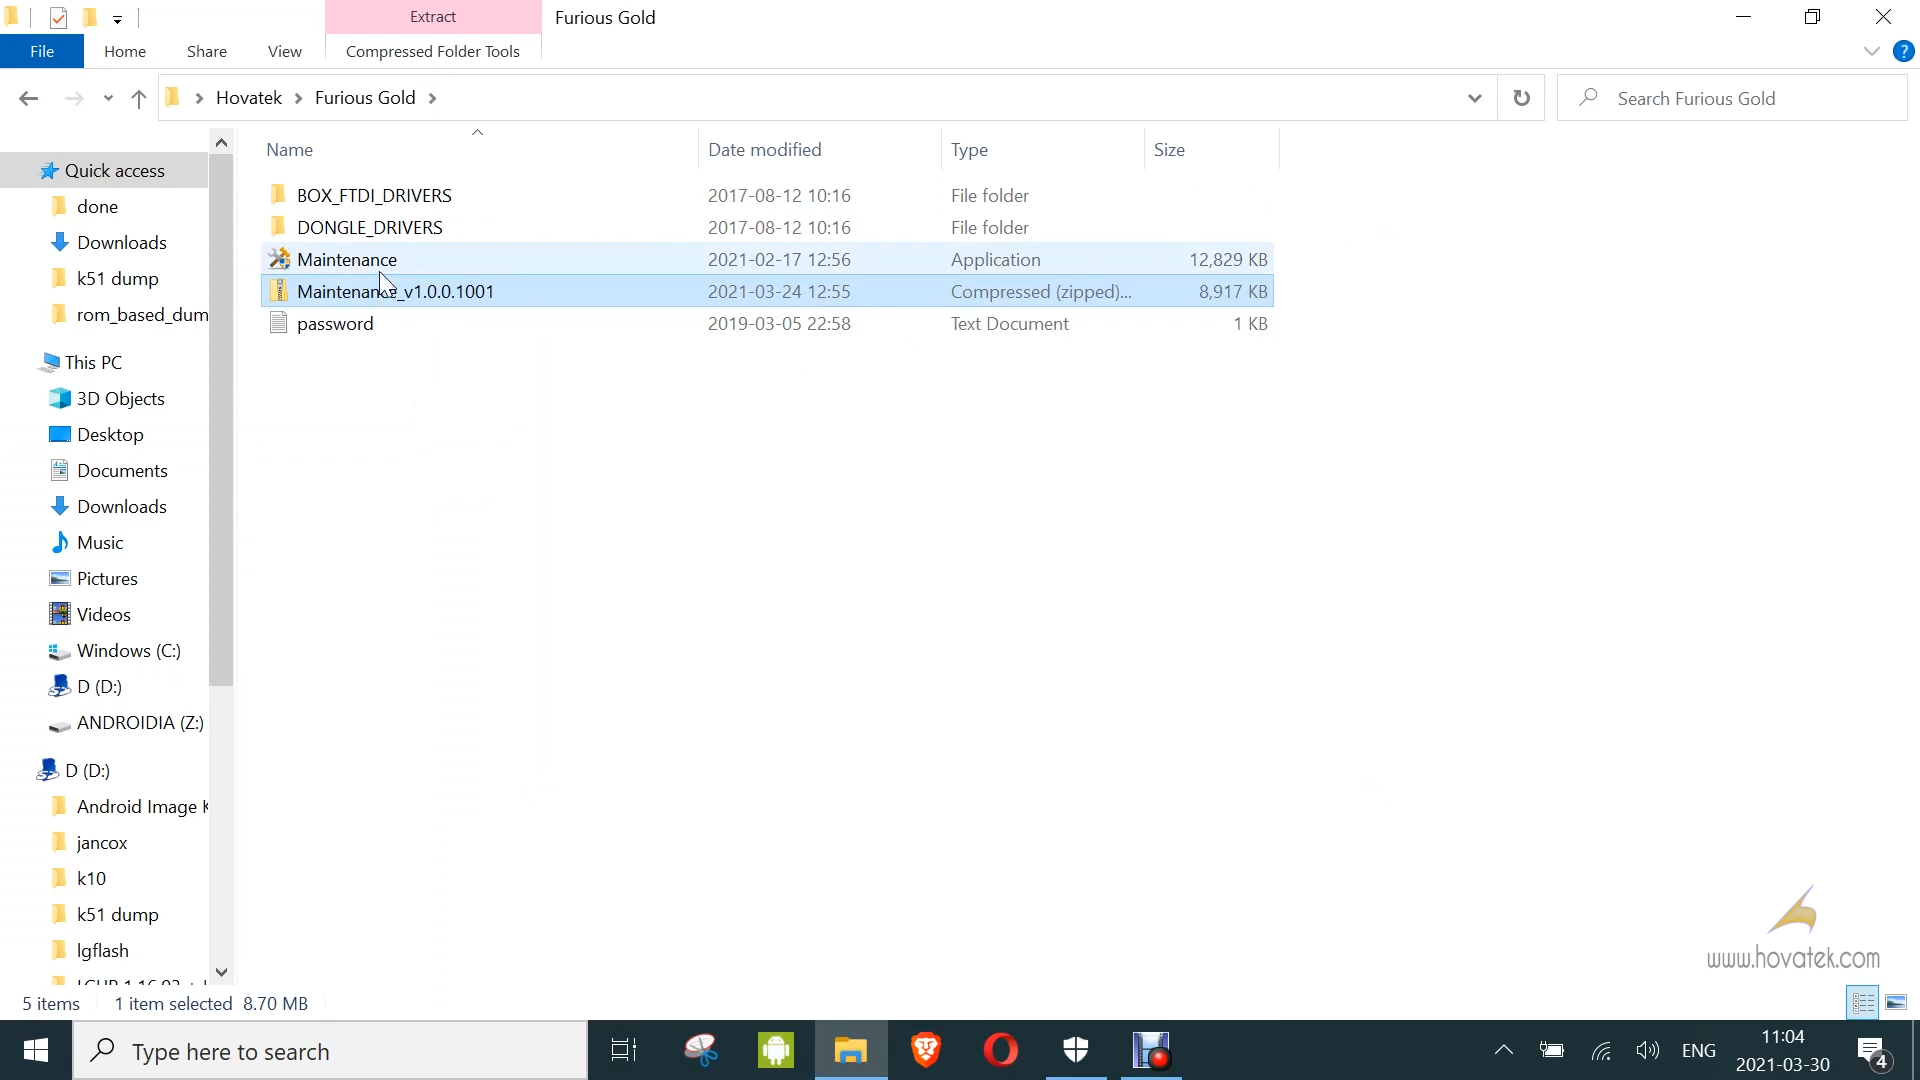 Extract
Furious Gold
File
Home
Share
View
Compressed Folder Tools
?
Hovatek
Furious Gold
Search Furious Gold
Name
Date modified
Type
Size
BOX_FTDI_DRIVERS 2017-08-12 10:16 File folder
DONGLE_DRIVERS 2017-08-12 10:16 File folder
Maintenance 2021-02-17 12:56 Application 12,829 KB
Maintenance_v1.0.0.1001 2021-03-24 12:55 Compressed (zipped)... 8,917 KB
password 2019-03-05 22:58 Text Document 1 KB
Quick access
done
Downloads
k51 dump
rom_based_dum
This PC
3D Objects
Desktop
Documents
Downloads
Music
Pictures
Videos
Windows (C:)
D (D:)
ANDROIDIA (Z:)
D (D:)
Android Image K
jancox
k10
k51 dump
lgflash
www.hovatek.com
5 items
1 item selected 8.70 MB
Type here to search
ENG
11:04
2021-03-30
4